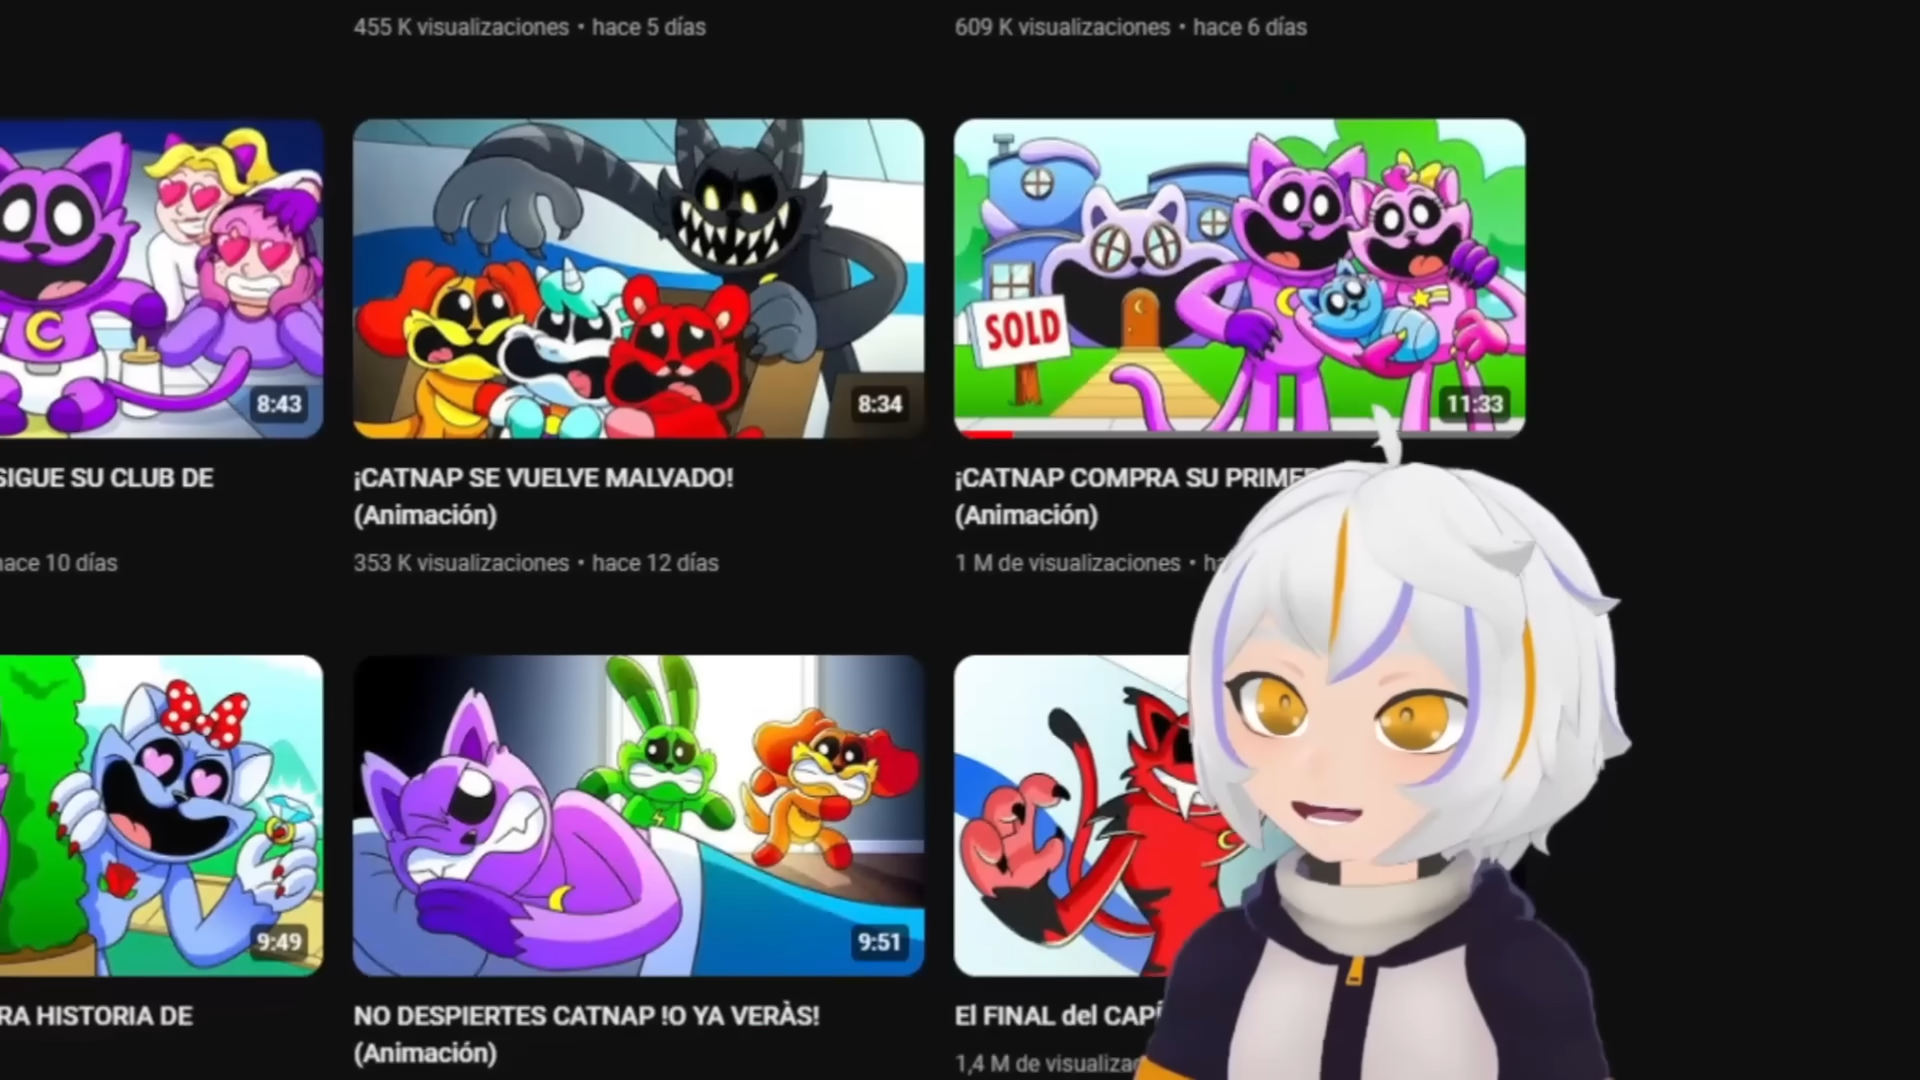 455 K visualizaciones • hace 5 días
609 K visualizaciones • hace 6 días
8:43
8:34
SOLD
11:33
SIGUE SU CLUB DE
¡CATNAP SE VUELVE MALVADO!
(Animación)
¡CATNAP COMPRA SU PRIMER
(Animación)
hace 10 días
353 K visualizaciones • hace 12 días
1 M de visualizaciones •
9:49
9:51
RA HISTORIA DE
NO DESPIERTES CATNAP !O YA VERÀS!
(Animación)
El FINAL del CAPÍ
1,4 M de visualizac